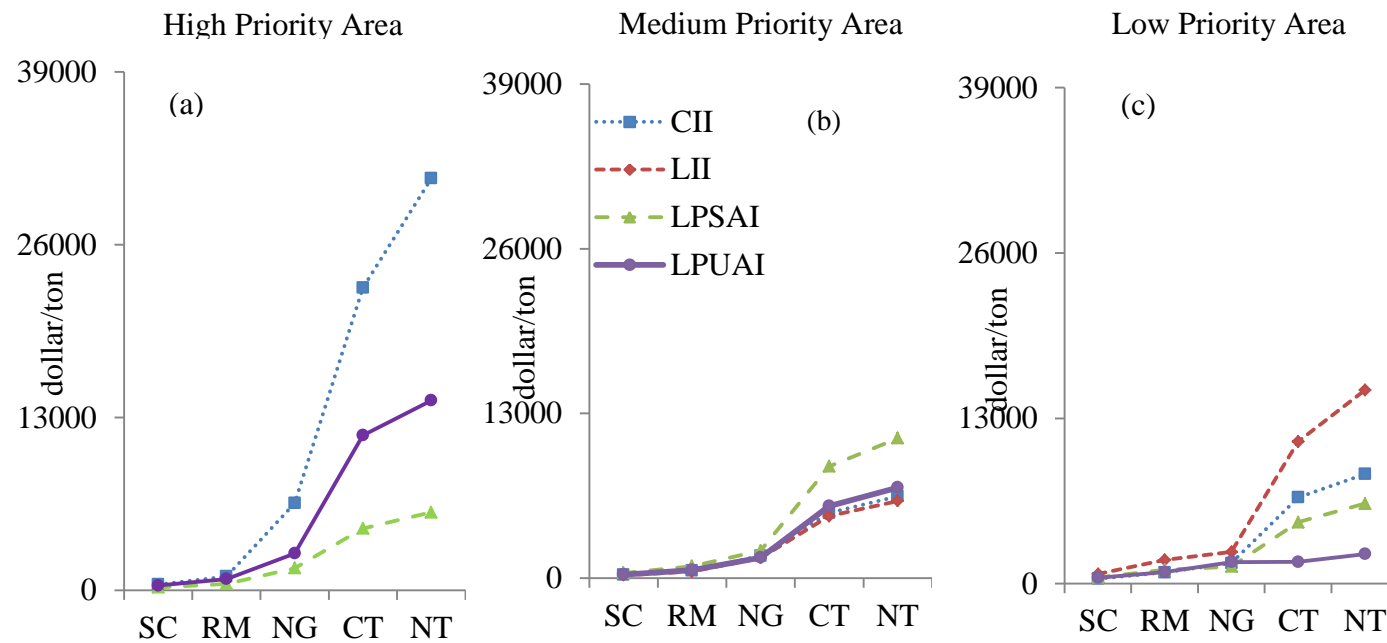 High Priority Area
39000
(a)
26000
dollar/ton
13000
0
SC RM NG CT NT
Medium Priority Area
39000
CII
(b)
LII
26000
LPSAI
LPUAI
dollar/ton
13000
0
SC RM NG CT NT
Low Priority Area
39000
(c)
26000
dollar/ton
13000
0
SC RM NG CT NT